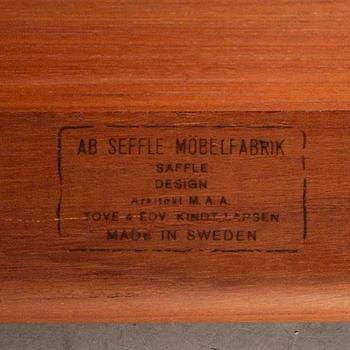 AB SEFFLE MÖBELFABRIK
SÄFFLE
DESIGN
Arkitekt M.A.A.
TOVE & EDV. KINDT-LARSEN
MADE IN SWEDEN